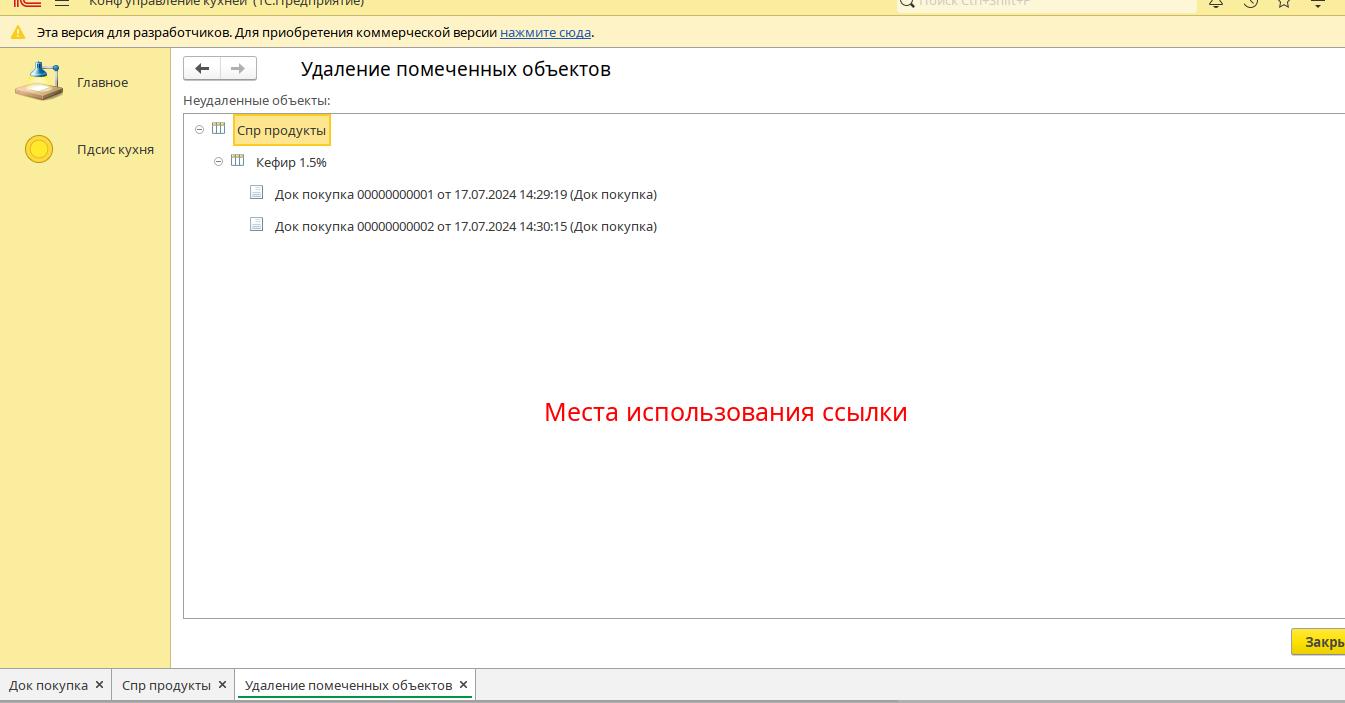 Конф управление кухней (1С:Предприятие)
Поиск Ctrl+Shift+F
Эта версия для разработчиков. Для приобретения коммерческой версии нажмите сюда.
Главное
Пдсис кухня
Удаление помеченных объектов
Неудаленные объекты:
Спр продукты
Кефир 1.5%
Док покупка 00000000001 от 17.07.2024 14:29:19 (Док покупка)
Док покупка 00000000002 от 17.07.2024 14:30:15 (Док покупка)
Места использования ссылки
Закры
Док покупка
Спр продукты
Удаление помеченных объектов